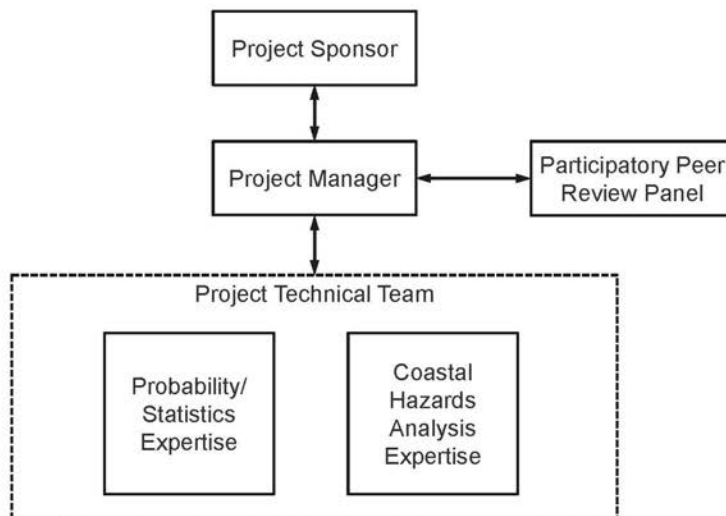 Project Sponsor
Project Manager
Participatory Peer
Review Panel
Project Technical Team
Probability/
Statistics
Expertise
Coastal
Hazards
Analysis
Expertise